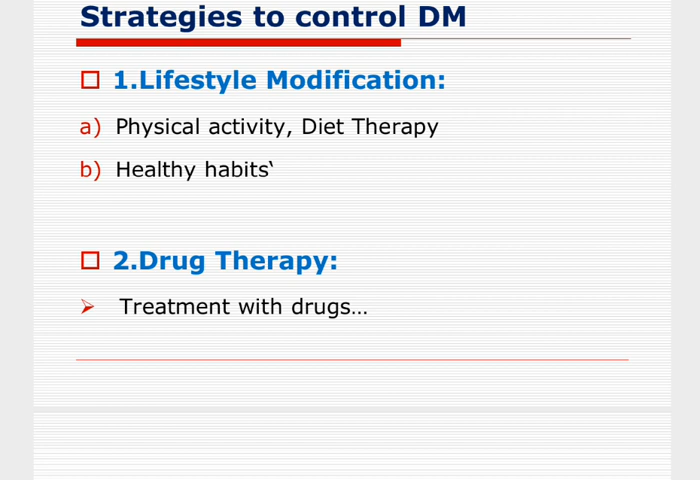 Strategies to control DM
1.Lifestyle Modification:
a) Physical activity, Diet Therapy
b) Healthy habits‛
2.Drug Therapy:
Treatment with drugs…